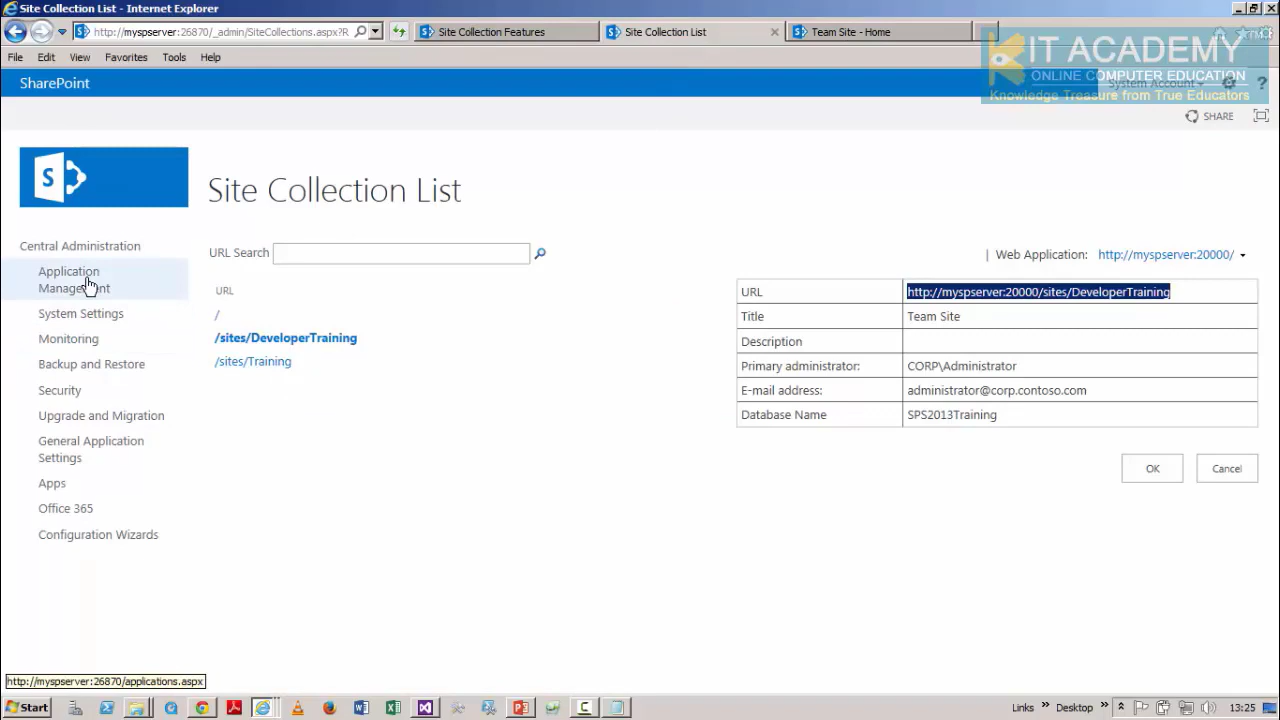 Site Collection List - Internet Explorer
http://myspserver:26870/_admin/SiteCollections.aspx?R
Site Collection Features
Site Collection List
Team Site - Home
File Edit View Favorites Tools Help
KIT ACADEMY
ONLINE COMPUTER EDUCATION
Knowledge Treasure from True Educators
SharePoint
System Account
SHARE
S
Site Collection List
Central Administration
Application
Management
System Settings
Monitoring
Backup and Restore
Security
Upgrade and Migration
General Application
Settings
Apps
Office 365
Configuration Wizards
URL Search
Web Application: http://myspserver:20000/
URL
/
/sites/DeveloperTraining
/sites/Training
URL http://myspserver:20000/sites/DeveloperTraining
Title Team Site
Description
Primary administrator: CORP\Administrator
E-mail address: administrator@corp.contoso.com
Database Name SPS2013Training
OK Cancel
http://myspserver:26870/applications.aspx
Start
Links » Desktop » 13:25